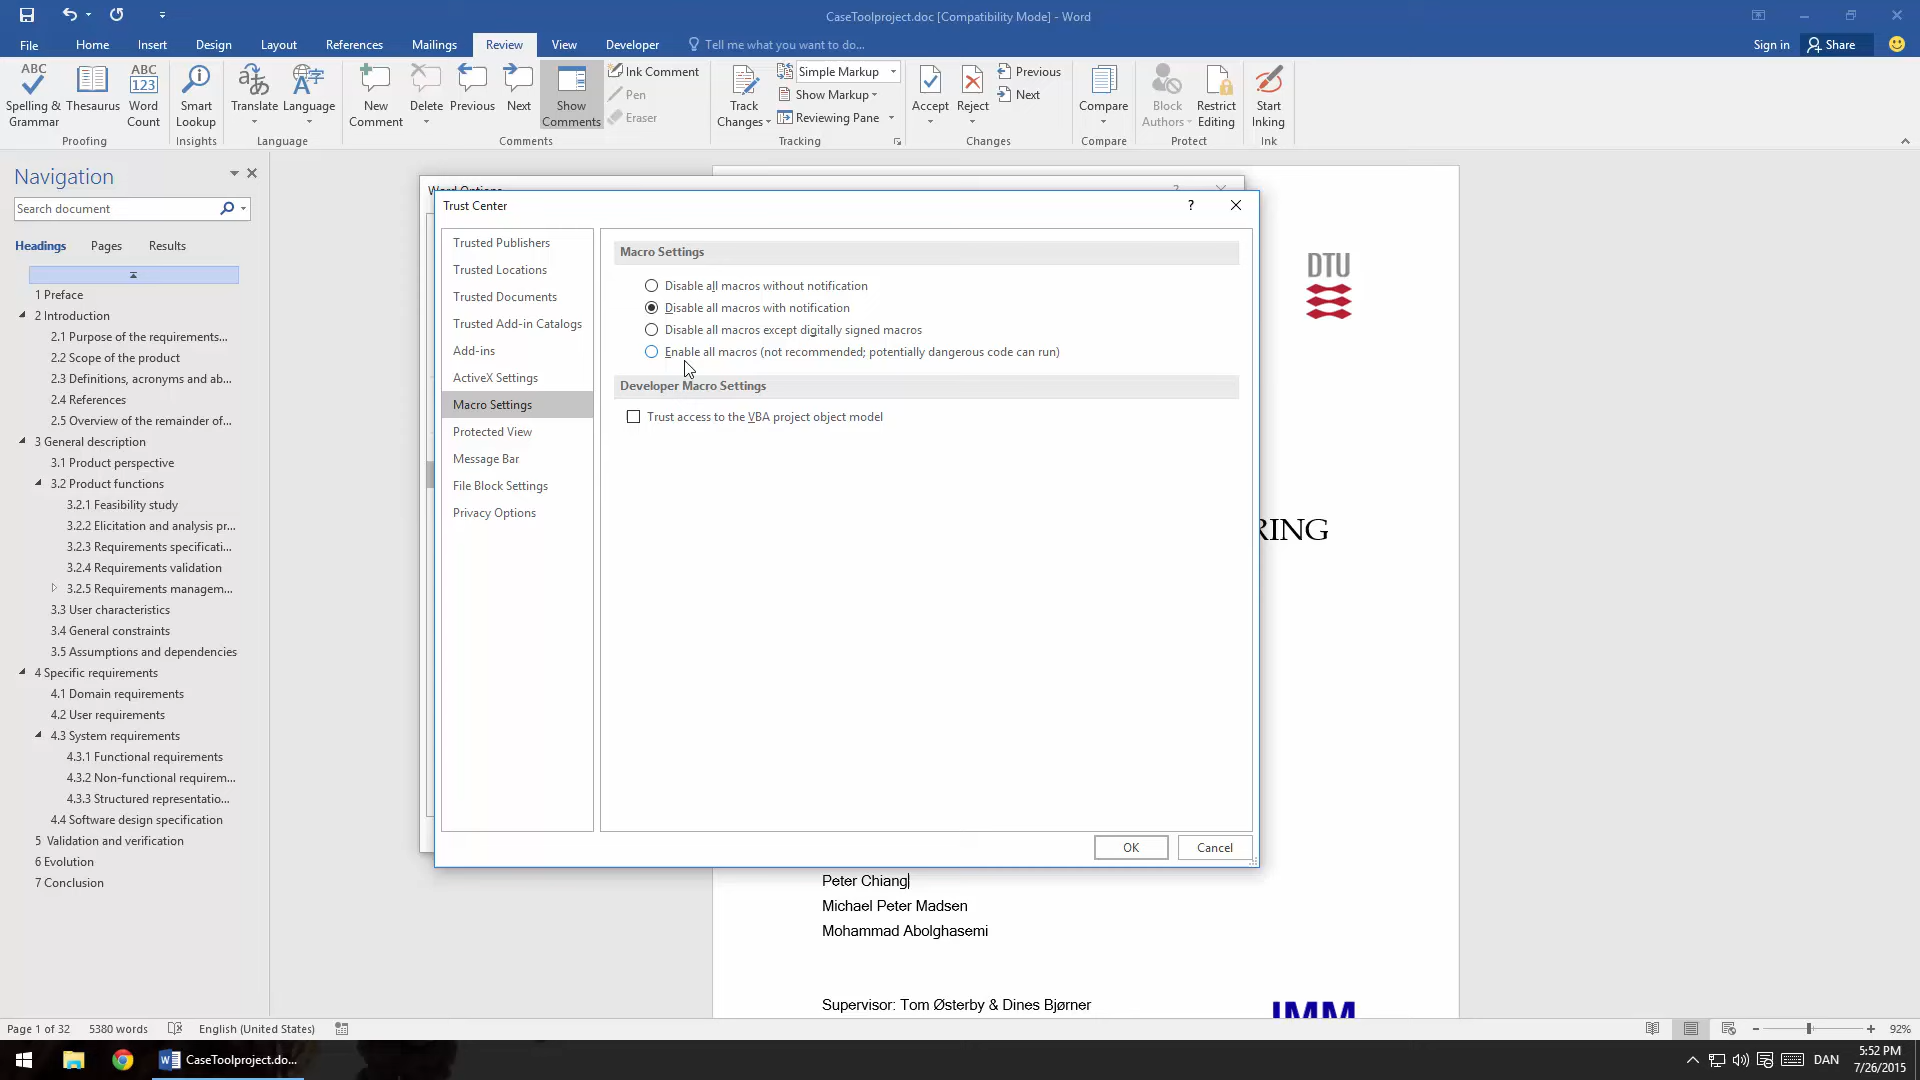 CaseToolproject.doc [Compatibility Mode] - Word
File Home Insert Design Layout References Mailings Review View Developer Tell me what you want to do... Sign in Share
ABC
Spelling & Grammar
Thesaurus
ABC 123
Word Count
Smart Lookup
Translate
Language
New Comment
Delete
Previous
Next
Show Comments
Ink Comment
Pen
Eraser
Track Changes
Simple Markup
Show Markup
Reviewing Pane
Accept
Reject
Previous
Next
Compare
Block Authors
Restrict Editing
Start Inking
Proofing Insights Language Comments Tracking Changes Compare Protect Ink
Navigation
Search document
Headings Pages Results
1 Preface
2 Introduction
2.1 Purpose of the requirements...
2.2 Scope of the product
2.3 Definitions, acronyms and ab...
2.4 References
2.5 Overview of the remainder of...
3 General description
3.1 Product perspective
3.2 Product functions
3.2.1 Feasibility study
3.2.2 Elicitation and analysis pr...
3.2.3 Requirements specificati...
3.2.4 Requirements validation
3.2.5 Requirements managem...
3.3 User characteristics
3.4 General constraints
3.5 Assumptions and dependencies
4 Specific requirements
4.1 Domain requirements
4.2 User requirements
4.3 System requirements
4.3.1 Functional requirements
4.3.2 Non-functional requirem...
4.3.3 Structured representatio...
4.4 Software design specification
5 Validation and verification
6 Evolution
7 Conclusion
Word Options
Trust Center
?
Trusted Publishers
Trusted Locations
Trusted Documents
Trusted Add-in Catalogs
Add-ins
ActiveX Settings
Macro Settings
Protected View
Message Bar
File Block Settings
Privacy Options
Macro Settings
Disable all macros without notification
Disable all macros with notification
Disable all macros except digitally signed macros
Enable all macros (not recommended; potentially dangerous code can run)
Developer Macro Settings
Trust access to the VBA project object model
OK Cancel
DTU
RING
Peter Chiang
Michael Peter Madsen
Mohammad Abolghasemi
Supervisor: Tom Østerby & Dines Bjørner
IMM
Page 1 of 32 5380 words English (United States) 92%
CaseToolproject.do...
DAN
5:52 PM
7/26/2015